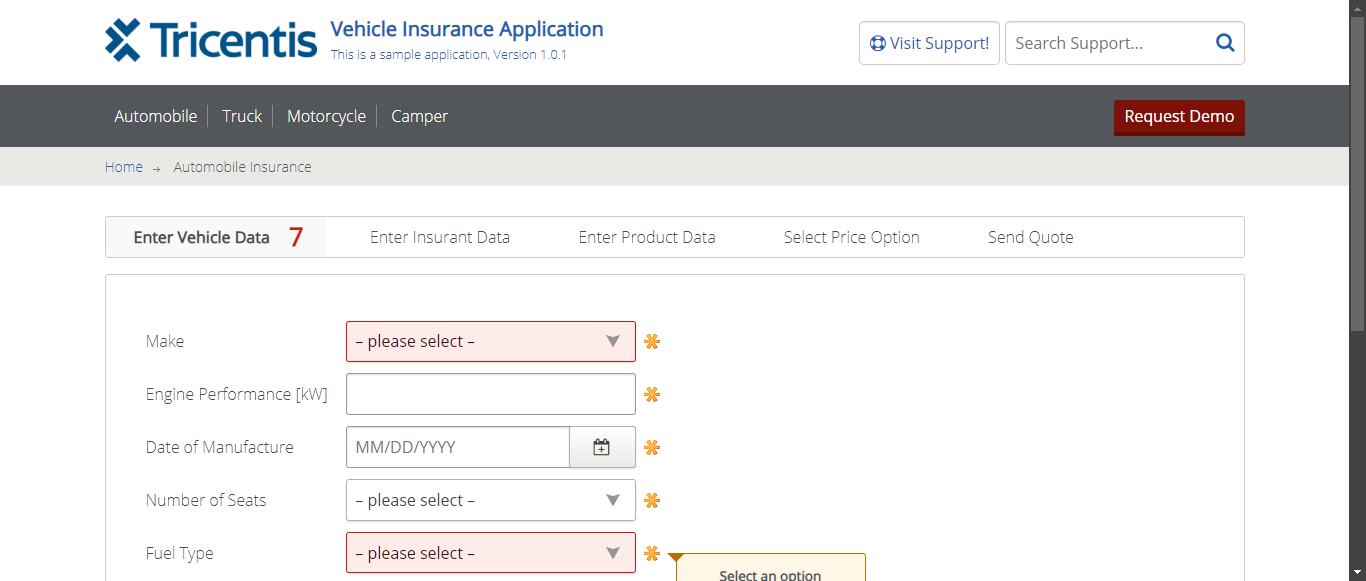 Tricentis
Vehicle Insurance Application
This is a sample application, Version 1.0.1
Visit Support!
Search Support...
Automobile
Truck
Motorcycle
Camper
Request Demo
Home → Automobile Insurance
Enter Vehicle Data 7
Enter Insurant Data
Enter Product Data
Select Price Option
Send Quote
Make
– please select –
Engine Performance [kW]
Date of Manufacture
MM/DD/YYYY
Number of Seats
– please select –
Fuel Type
– please select –
Select an option